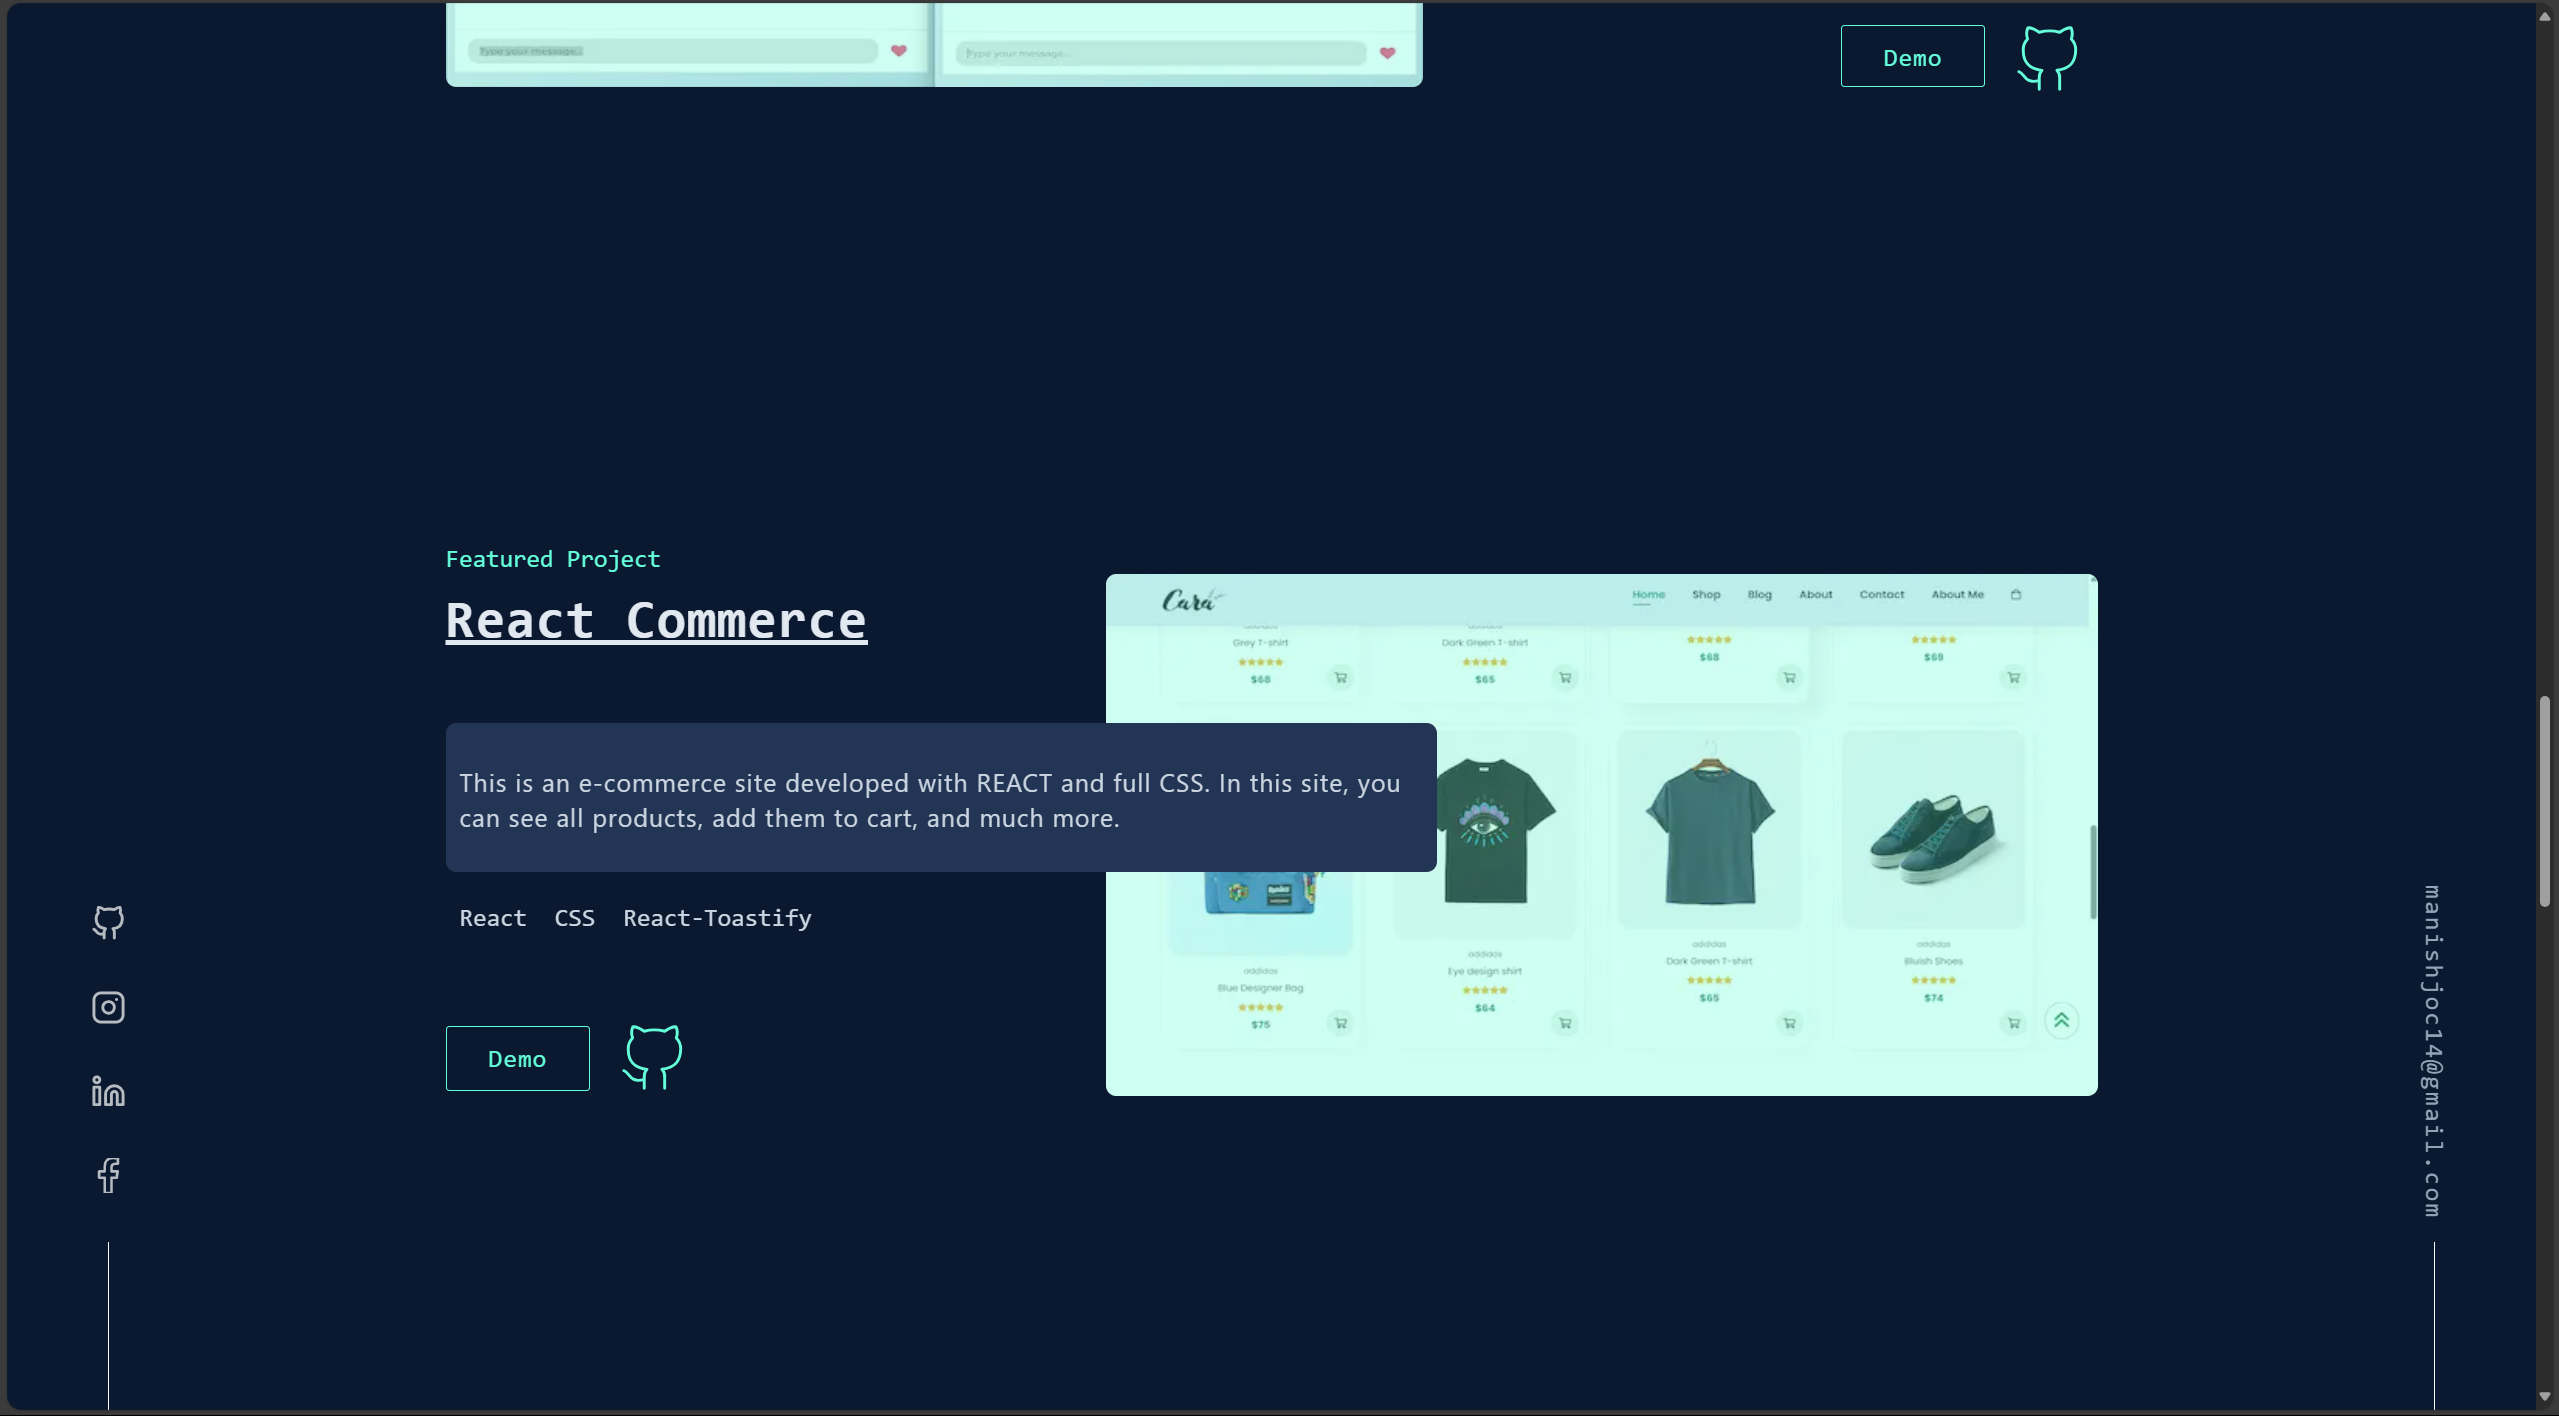 Type your message...
Type your message...
Demo
Featured Project
React Commerce
This is an e-commerce site developed with REACT and full CSS. In this site, you
can see all products, add them to cart, and much more.
React CSS React-Toastify
Demo
Cara
Home Shop Blog About Contact About Me
Grey T-shirt
$68
Dark Green T-shirt
$65
$68
$69
addidas
Blue Designer Bag
$75
addidas
Eye design shirt
$64
addidas
Dark Green T-shirt
$65
addidas
Bluish Shoes
$74
manishjoc14@gmail.com